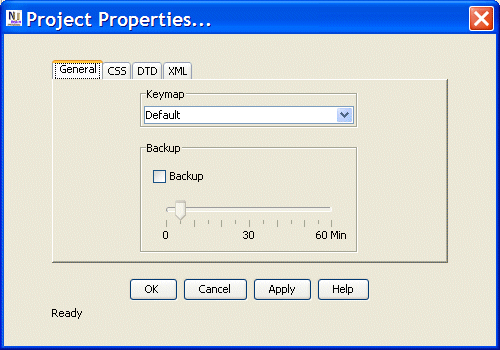 Project Properties...
General CSS DTD XML
Keymap
Default
Backup
Backup
0 30 60 Min
OK Cancel Apply Help
Ready